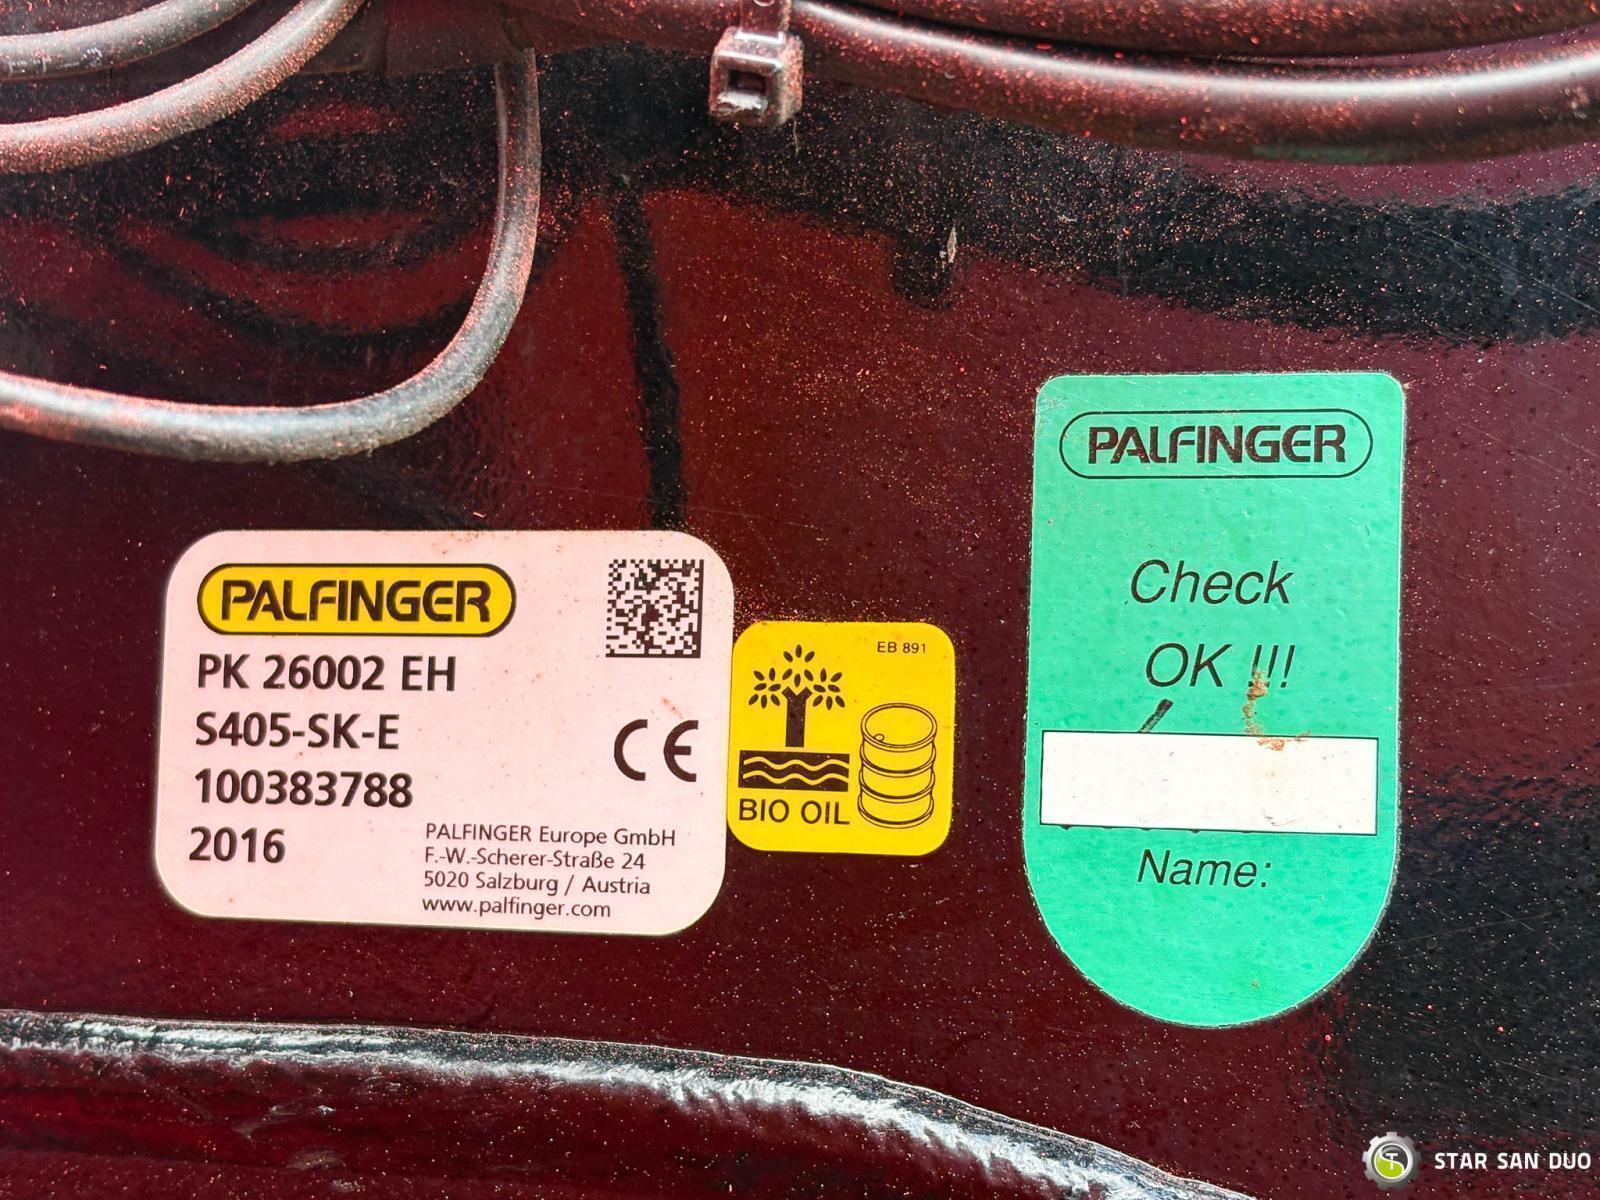 PALFINGER
PK 26002 EH
S405-SK-E
100383788
2016
PALFINGER Europe GmbH
F.-W.-Scherer-Straße 24
5020 Salzburg / Austria
www.palfinger.com
CE
EB 891
BIO OIL
PALFINGER
Check
OK !!!
Name:
STAR SAN DUO